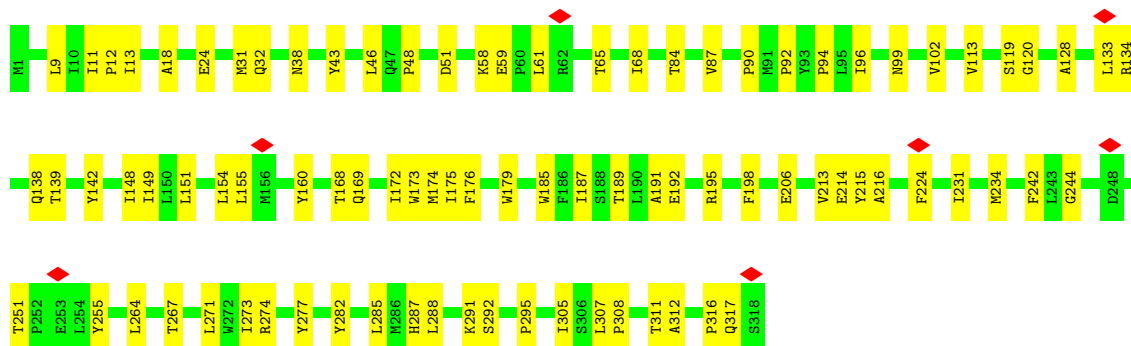 M1 L9 I10 I11 P12 I13 A18 E24 M31 Q32 N38 Y43 L46 Q47 P48 D51 K58 E59 P60 L61 R62 T65 I68 T84 V87 P90 M91 P92 Y93 P94 L95 I96 N99 V102 V113 S119 G120 A128 L133 R134
Q138 T139 Y142 I148 I149 L150 L151 L154 L155 M156 Y160 T168 Q169 I172 W173 M174 I175 F176 W179 W185 F186 I187 S188 T189 L190 A191 E192 R195 F198 E206 V213 E214 Y215 A216 F224 I231 M234 F242 L243 G244 D248
T251 P252 E253 L254 Y255 L264 T267 L271 W272 I273 R274 Y277 Y282 L285 M286 H287 L288 K291 S292 P295 I305 S306 L307 P308 T311 A312 P316 Q317 S318